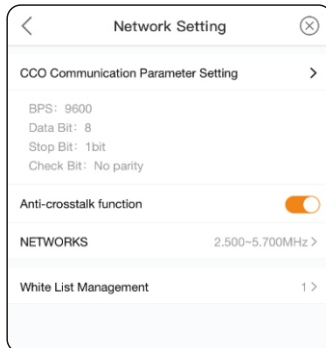 Network Setting
CCO Communication Parameter Setting
BPS: 9600
Data Bit: 8
Stop Bit: 1bit
Check Bit: No parity
Anti-crosstalk function
NETWORKS 2.500~5.700MHz
White List Management 1